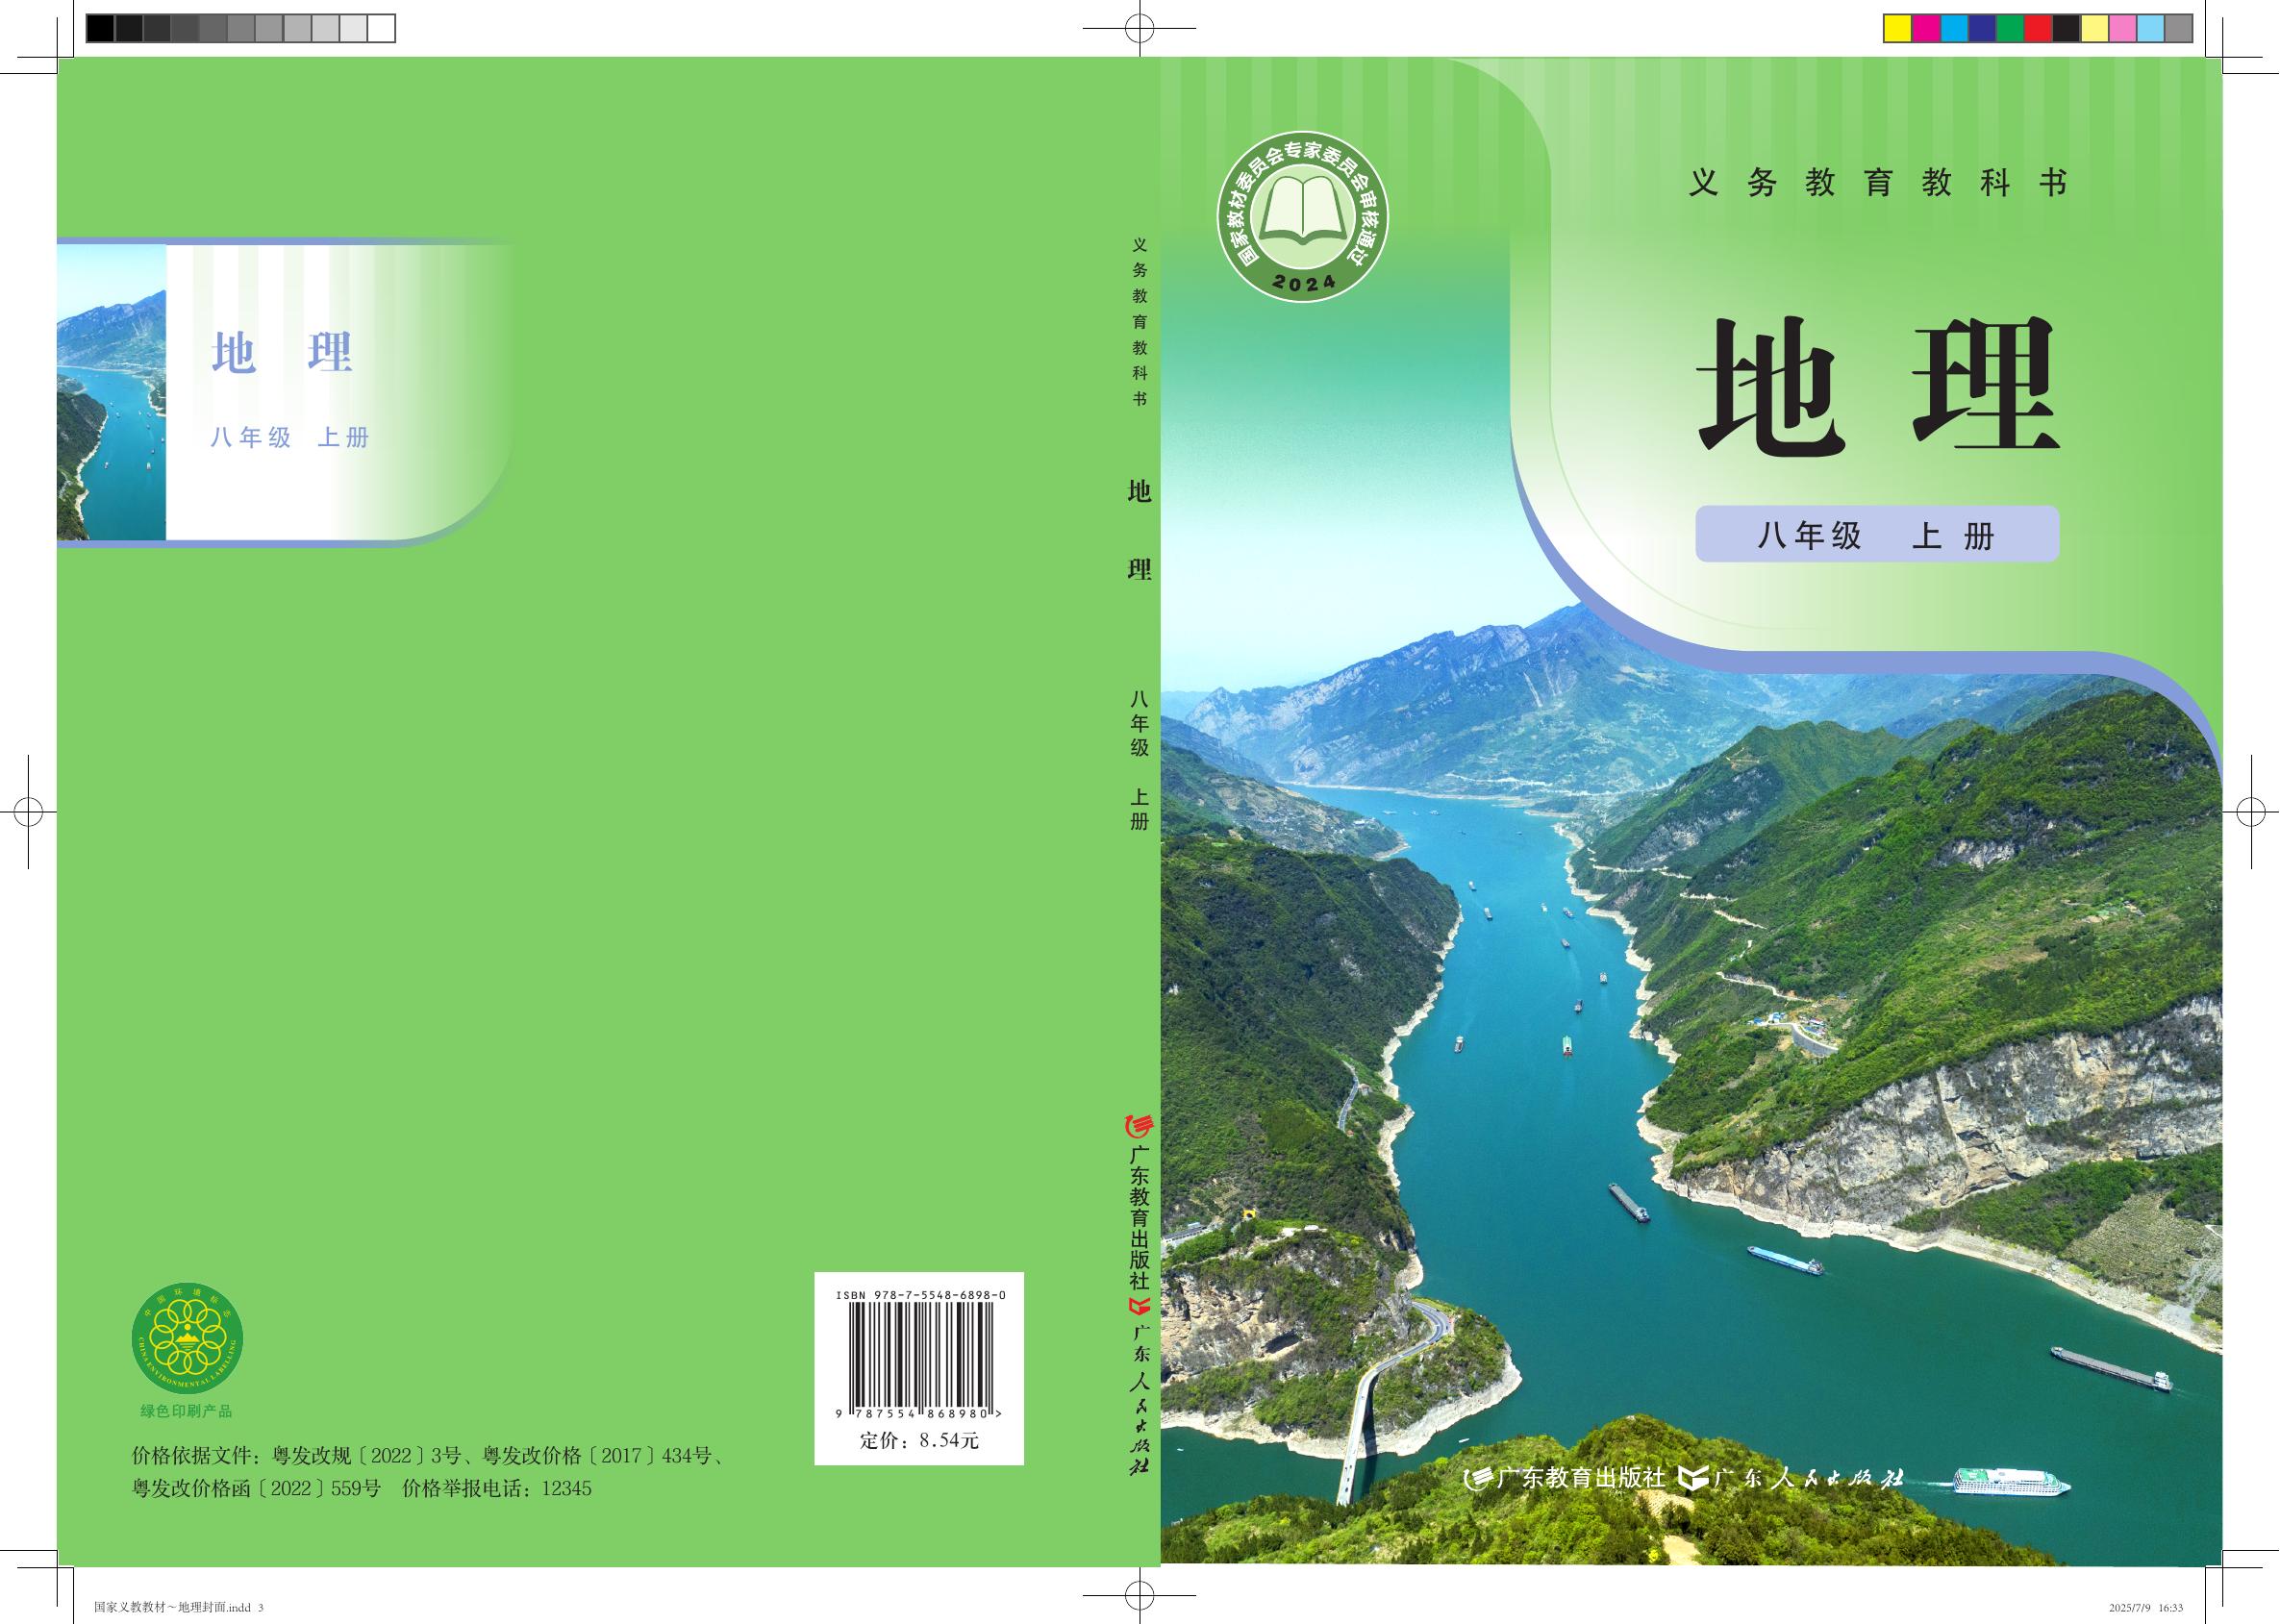 地 理
八年级 上册
中国环境标志
CHINA ENVIRONMENTAL LABELLING
绿色印刷产品
价格依据文件：粤发改规〔2022〕3号、粤发改价格〔2017〕434号、
粤发改价格函〔2022〕559号 价格举报电话：12345
ISBN 978-7-5548-6898-0
9 787554 868980 >
定价：8.54元
义务教育教科书
地 理
八年级 上册
广东教育出版社 广东人民出版社
国家教材委员会专家委员会审核通过
2024
义务教育教科书
地 理
八年级 上册
广东教育出版社 广东人民出版社
国家义教教材～地理封面.indd 3
2025/7/9 16:33